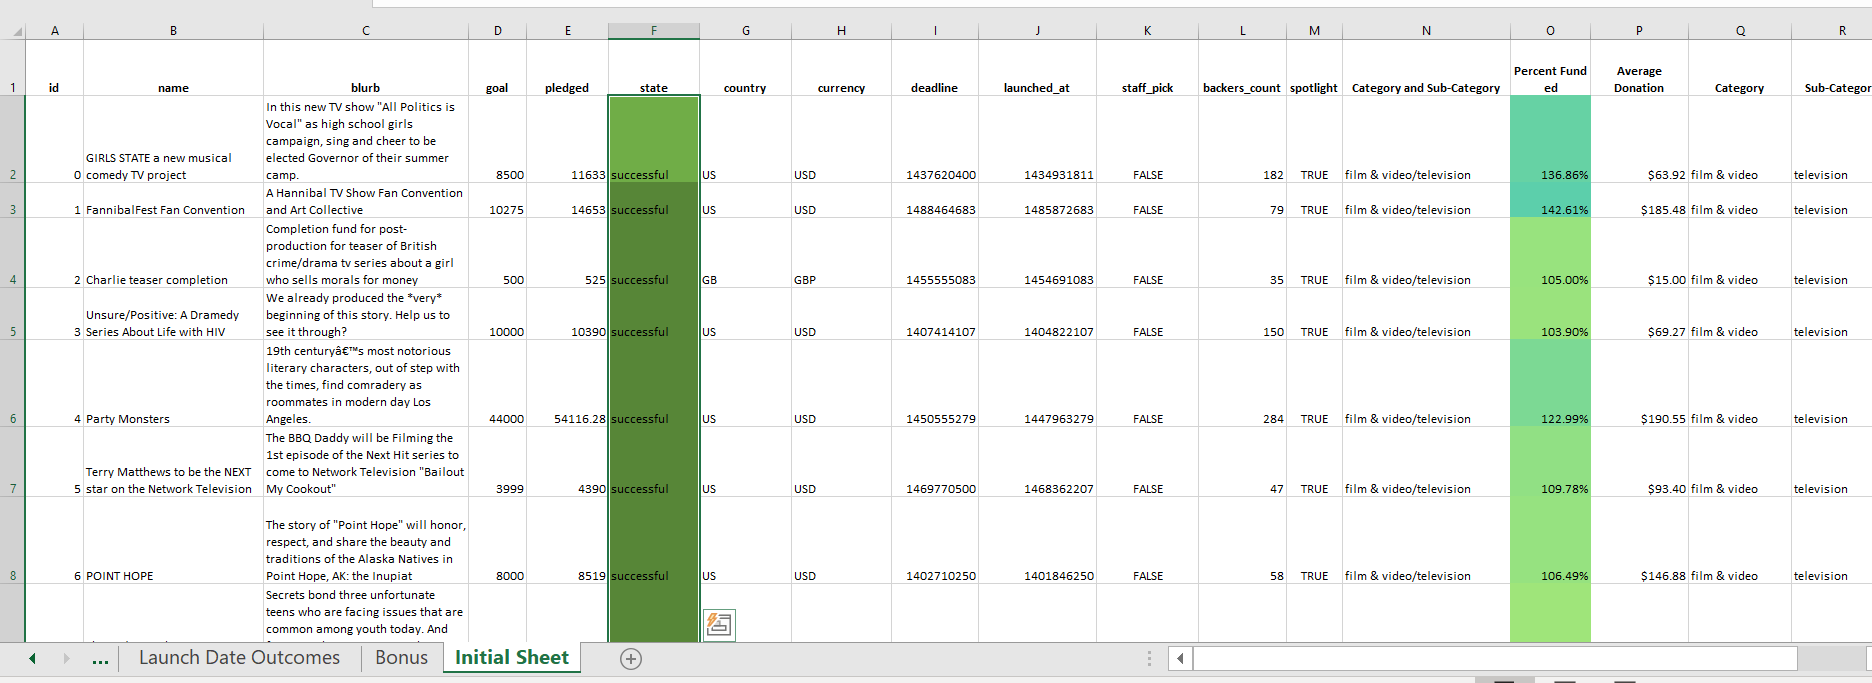 A B C D E F G H I J K L M N O P Q R
Percent Fund Average
1 id name blurb goal pledged state country currency deadline launched_at staff_pick backers_count spotlight Category and Sub-Category ed Donation Category Sub-Categor
In this new TV show "All Politics is
Vocal" as high school girls
campaign, sing and cheer to be
GIRLS STATE a new musical elected Governor of their summer
2 0 comedy TV project camp. 8500 11633 successful US USD 1437620400 1434931811 FALSE 182 TRUE film & video/television 136.86% $63.92 film & video television
A Hannibal TV Show Fan Convention
3 1 FannibalFest Fan Convention and Art Collective 10275 14653 successful US USD 1488464683 1485872683 FALSE 79 TRUE film & video/television 142.61% $185.48 film & video television
Completion fund for post-
production for teaser of British
crime/drama tv series about a girl
4 2 Charlie teaser completion who sells morals for money 500 525 successful GB GBP 1455555083 1454691083 FALSE 35 TRUE film & video/television 105.00% $15.00 film & video television
We already produced the *very*
Unsure/Positive: A Dramedy beginning of this story. Help us to
5 3 Series About Life with HIV see it through? 10000 10390 successful US USD 1407414107 1404822107 FALSE 150 TRUE film & video/television 103.90% $69.27 film & video television
19th centuryâ€™s most notorious
literary characters, out of step with
the times, find comradery as
roommates in modern day Los
6 4 Party Monsters Angeles. 44000 54116.28 successful US USD 1450555279 1447963279 FALSE 284 TRUE film & video/television 122.99% $190.55 film & video television
The BBQ Daddy will be Filming the
1st episode of the Next Hit series to
Terry Matthews to be the NEXT come to Network Television "Bailout
7 5 star on the Network Television My Cookout" 3999 4390 successful US USD 1469770500 1468362207 FALSE 47 TRUE film & video/television 109.78% $93.40 film & video television
The story of "Point Hope" will honor,
respect, and share the beauty and
traditions of the Alaska Natives in
8 6 POINT HOPE Point Hope, AK: the Inupiat 8000 8519 successful US USD 1402710250 1401846250 FALSE 58 TRUE film & video/television 106.49% $146.88 film & video television
Secrets bond three unfortunate
teens who are facing issues that are
common among youth today. And
... Launch Date Outcomes Bonus Initial Sheet